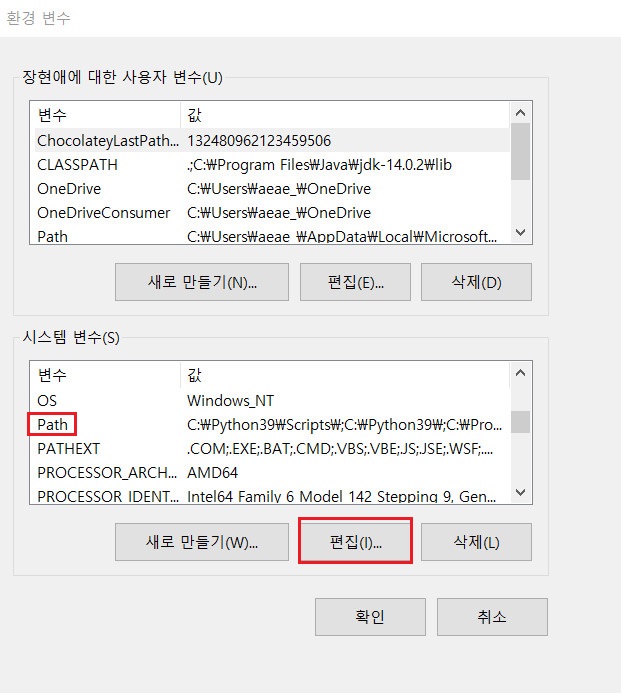 환경 변수
장현애에 대한 사용자 변수(U)
변수 값
ChocolateyLastPath... 132480962123459506
CLASSPATH .;C:₩Program Files₩Java₩jdk-14.0.2₩lib
OneDrive C:₩Users₩aeae_₩OneDrive
OneDriveConsumer C:₩Users₩aeae_₩OneDrive
Path C:₩Users₩aeae_₩AppData₩Local₩Microsoft...
새로 만들기(N)... 편집(E)... 삭제(D)
시스템 변수(S)
변수 값
OS Windows_NT
Path C:₩Python39₩Scripts₩;C:₩Python39₩;C:₩Pro...
PATHEXT .COM;.EXE;.BAT;.CMD;.VBS;.VBE;.JS;.JSE;.WSF;....
PROCESSOR_ARCH... AMD64
PROCESSOR_IDENT... Intel64 Family 6 Model 142 Stepping 9, Gen...
새로 만들기(W)... 편집(I)... 삭제(L)
확인 취소